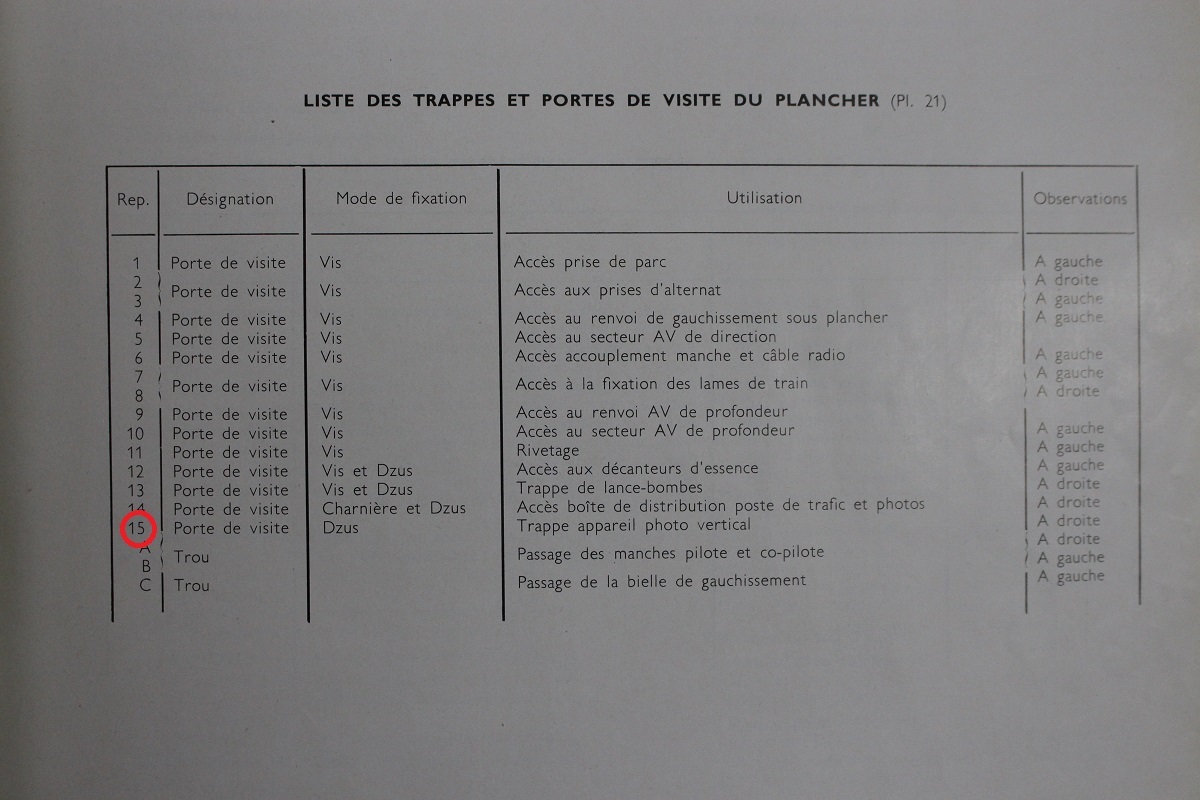 LISTE DES TRAPPES ET PORTES DE VISITE DU PLANCHER (Pl. 21)
Rep. Désignation Mode de fixation Utilisation Observations
1 Porte de visite Vis Accès prise de parc A gauche
2 A droite
Porte de visite Vis Accès aux prises d'alternat
3 A gauche
4 Porte de visite Vis Accès au renvoi de gauchissement sous plancher A gauche
5 Porte de visite Vis Accès au secteur AV de direction
6 Porte de visite Vis Accès accouplement manche et câble radio A gauche
7 A gauche
Porte de visite Vis Accès à la fixation des lames de train
8 A droite
9 Porte de visite Vis Accès au renvoi AV de profondeur
10 Porte de visite Vis Accès au secteur AV de profondeur A gauche
11 Porte de visite Vis Rivetage A gauche
12 Porte de visite Vis et Dzus Accès aux décanteurs d'essence A gauche
13 Porte de visite Vis et Dzus Trappe de lance-bombes A droite
14 Porte de visite Charnière et Dzus Accès boîte de distribution poste de trafic et photos A droite
15 Porte de visite Dzus Trappe appareil photo vertical A droite
A A droite
Trou Passage des manches pilote et co-pilote
B A gauche
C Trou Passage de la bielle de gauchissement A gauche